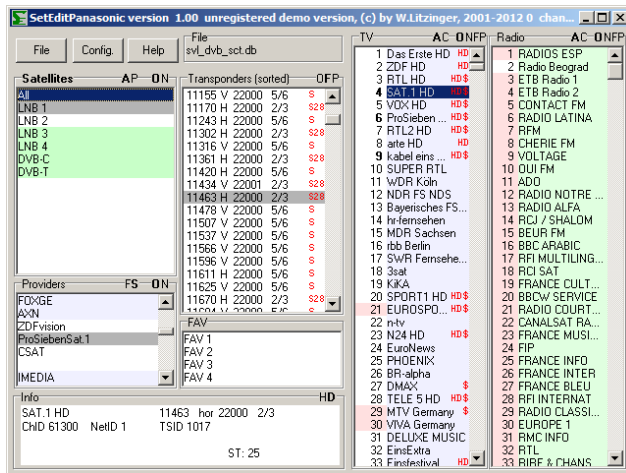 SetEditPanasonic version 1.00 unregistered demo version, (c) by W.Litzinger, 2001-2012 0 chan...
File Config. Help
File
svl_dvb_sct.db
Satellites AP ON
All
LNB 1
LNB 2
LNB 3
LNB 4
DVB-C
DVB-T
Transponders (sorted) OFP
11155 V 22000 5/6 S
11170 H 22000 2/3 S28
11243 H 22000 5/6 S
11302 H 22000 2/3 S28
11316 V 22000 5/6 S
11361 H 22000 2/3 S28
11420 H 22000 5/6 S
11434 V 22001 2/3 S28
11463 H 22000 2/3 S28
11478 V 22000 5/6 S
11507 V 22000 5/6 S
11537 V 22000 5/6 S
11566 V 22000 5/6 S
11596 V 22000 5/6 S
11611 H 22000 5/6 S
11625 V 22000 5/6 S
11670 H 22000 2/3 S28
11681 V 22000 5/6 S
Providers FS ON
FOXGE
AXN
ZDFvision
ProSiebenSat.1
CSAT
IMEDIA
FAV
FAV 1
FAV 2
FAV 3
FAV 4
Info HD
SAT.1 HD 11463 hor 22000 2/3
ChID 61300 NetID 1 TSID 1017
ST: 25
TV AC ONFP
1 Das Erste HD HD
2 ZDF HD HD
3 RTL HD HD$
4 SAT.1 HD HD$
5 VOX HD HD$
6 ProSieben ... HD$
7 RTL2 HD HD$
8 arte HD HD
9 kabel eins ... HD$
10 SUPER RTL
11 WDR Köln
12 NDR FS NDS
13 Bayerisches FS...
14 hr-fernsehen
15 MDR Sachsen
16 rbb Berlin
17 SWR Fernsehe...
18 3sat
19 KiKA
20 SPORT1 HD HD$
21 EUROSPO... HD$
22 n-tv
23 N24 HD HD$
24 EuroNews
25 PHOENIX
26 BR-alpha
27 DMAX $
28 TELE 5 HD HD$
29 MTV Germany $
30 VIVA Germany
31 DELUXE MUSIC
32 EinsExtra
33 Einsfestival HD
Radio AC ONFP
1 RADIOS ESP
2 Radio Beograd
3 ETB Radio 1
4 ETB Radio 2
5 CONTACT FM
6 RADIO LATINA
7 RFM
8 CHERIE FM
9 VOLTAGE
10 OUI FM
11 ADO
12 RADIO NOTRE ...
13 RADIO ALFA
14 RCJ / SHALOM
15 BEUR FM
16 BBC ARABIC
17 RFI MULTILING...
18 RCI SAT
19 FRANCE CULT...
20 BBCW SERVICE
21 RADIO COURT...
22 CANALSAT RA...
23 FRANCE MUSI...
24 FIP
25 FRANCE INFO
26 FRANCE INTER
27 FRANCE BLEU
28 RFI INTERNAT
29 RADIO CLASSI...
30 EUROPE 1
31 RMC INFO
32 RTL
33 RIRE & CHANS